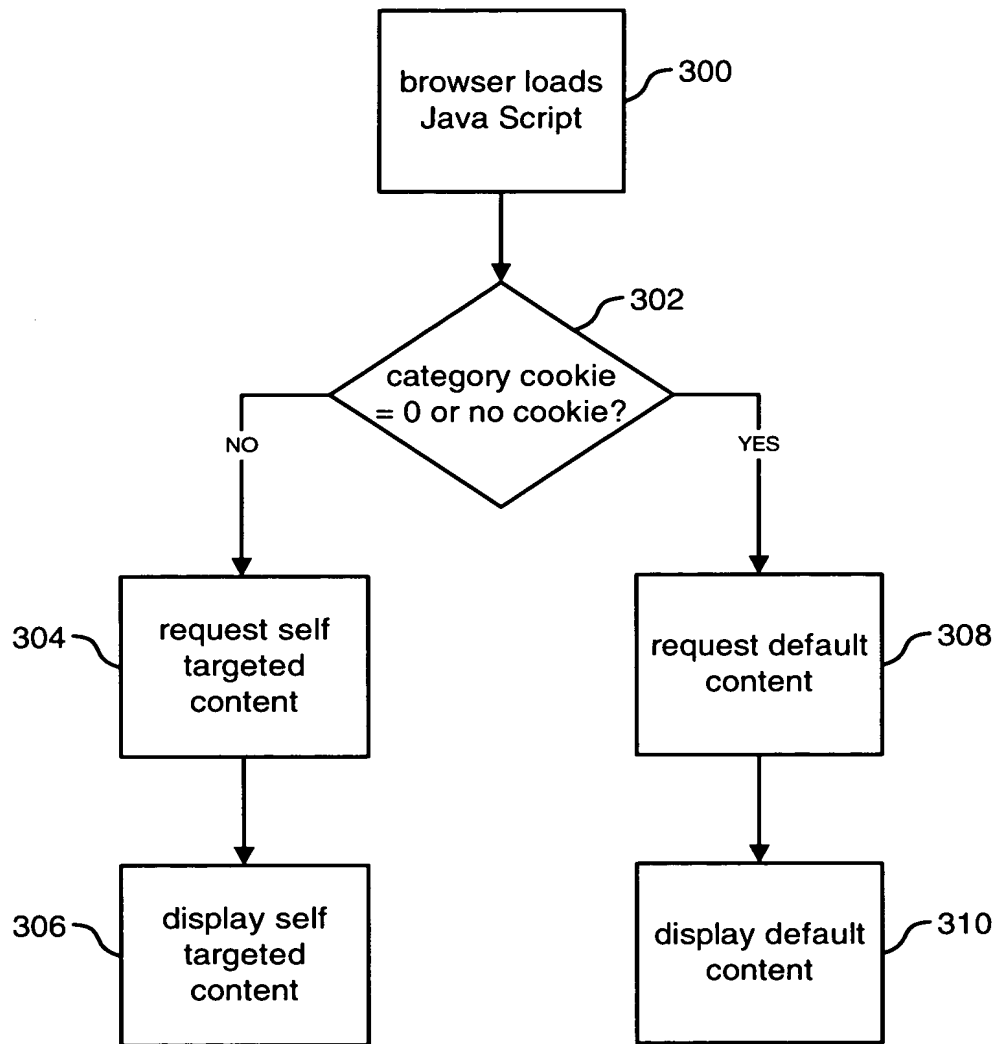 browser loads
Java Script
300
302
category cookie
= 0 or no cookie?
NO
YES
304
request self
targeted
content
request default
content
308
306
display self
targeted
content
display default
content
310